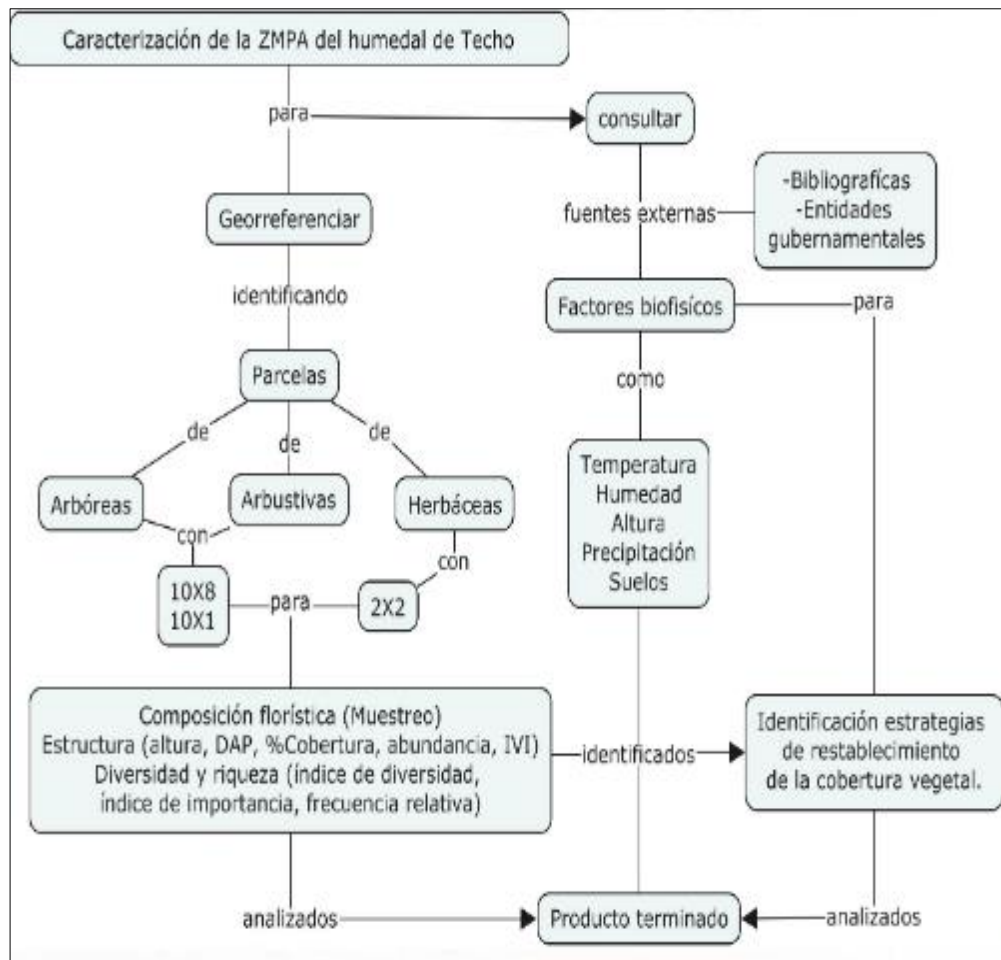 Caracterización de la ZMPA del humedal de Techo
para
consultar
Georreferenciar
fuentes externas
-Bibliografícas
-Entidades
gubernamentales
identificando
Factores biofisícos
para
Parcelas
como
de
de
de
Arbóreas
Arbustivas
Herbáceas
Temperatura
Humedad
Altura
Precipitación
Suelos
con
con
10X8
10X1
para
2X2
Composición florística (Muestreo)
Estructura (altura, DAP, %Cobertura, abundancia, IVI)
Diversidad y riqueza (índice de diversidad,
índice de importancia, frecuencia relativa)
identificados
Identificación estrategias
de restablecimiento
de la cobertura vegetal.
analizados
Producto terminado
analizados